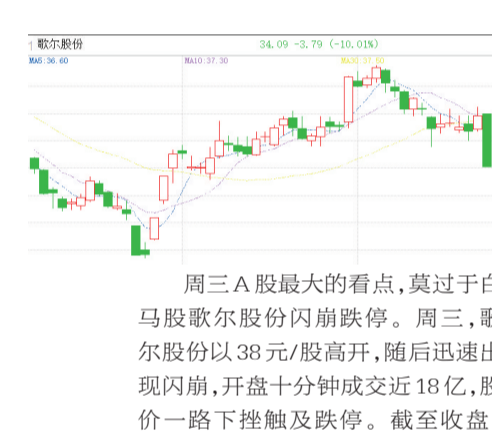 歌尔股份 34.09 -3.79 (-10.01%)
MA5:36.60 MA10:37.30 MA30:37.50
周三A股最大的看点,莫过于白
马股歌尔股份闪崩跌停。周三,歌
尔股份以38元/股高开,随后迅速出
现闪崩,开盘十分钟成交近18亿,股
价一路下挫触及跌停。截至收盘